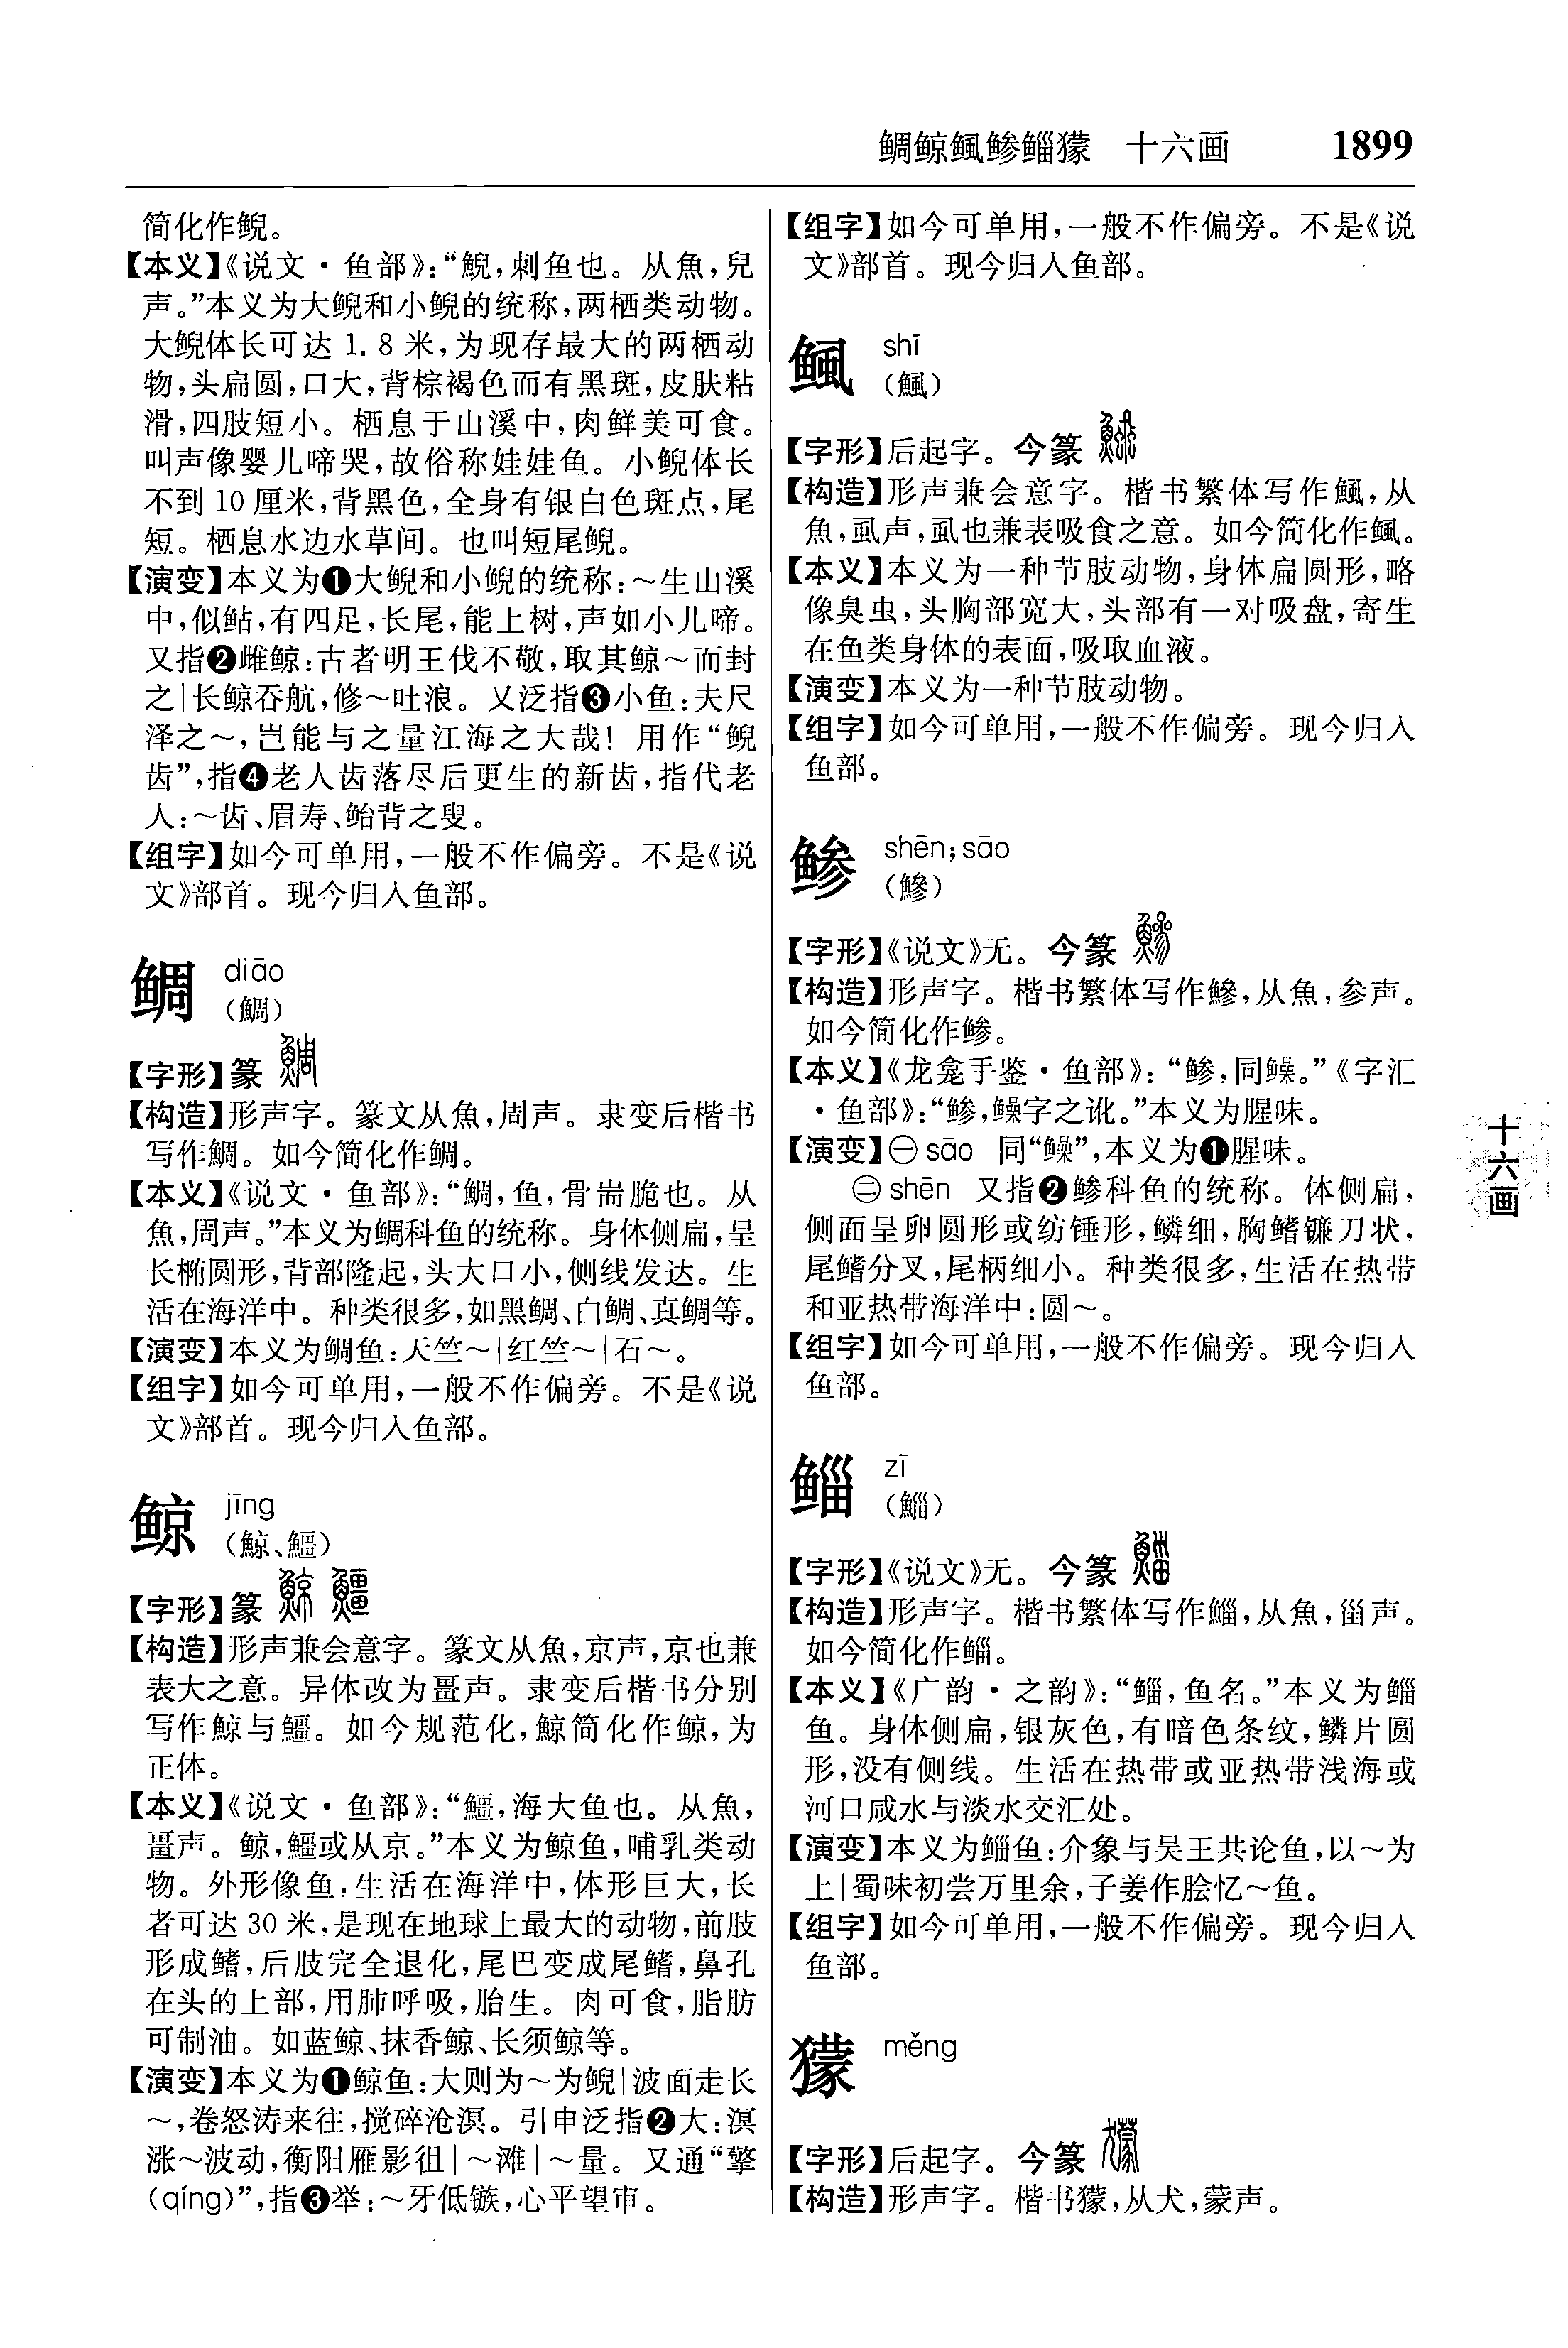 鲷鲸鲺鲹鲻獴　十六画　1899
简化作鲵。
【本义】《说文·鱼部》：“鯢，刺鱼也。从魚，兒
声。”本义为大鲵和小鲵的统称，两栖类动物。
大鲵体长可达 1.8 米，为现存最大的两栖动
物，头扁圆，口大，背棕褐色而有黑斑，皮肤粘
滑，四肢短小。栖息于山溪中，肉鲜美可食。
叫声像婴儿啼哭，故俗称娃娃鱼。小鲵体长
不到 10 厘米，背黑色，全身有银白色斑点，尾
短。栖息水边水草间。也叫短尾鲵。
【演变】本义为❶大鲵和小鲵的统称：～生山溪
中，似鲇，有四足，长尾，能上树，声如小儿啼。
又指❷雌鲸：古者明王伐不敬，取其鲸～而封
之|长鲸吞航，修～吐浪。又泛指❸小鱼：夫尺
泽之～，岂能与之量江海之大哉！用作“鲵
齿”，指❹老人齿落尽后更生的新齿，指代老
人：～齿、眉寿、鲐背之叟。
【组字】如今可单用，一般不作偏旁。不是《说
文》部首。现今归入鱼部。
鲷 diāo
（鯛）
【字形】篆
【构造】形声字。篆文从魚，周声。隶变后楷书
写作鯛。如今简化作鲷。
【本义】《说文·鱼部》：“鯛，鱼，骨耑脆也。从
魚，周声。”本义为鲷科鱼的统称。身体侧扁，呈
长椭圆形，背部隆起，头大口小，侧线发达。生
活在海洋中。种类很多，如黑鲷、白鲷、真鲷等。
【演变】本义为鲷鱼：天竺～|红竺～|石～。
【组字】如今可单用，一般不作偏旁。不是《说
文》部首。现今归入鱼部。
鲸 jīng
（鯨、鱷）
【字形】篆
【构造】形声兼会意字。篆文从魚，京声，京也兼
表大之意。异体改为畺声。隶变后楷书分别
写作鯨与䲔。如今规范化，鯨简化作鲸，为
正体。
【本义】《说文·鱼部》：“䲔，海大鱼也。从魚，
畺声。鲸，䲔或从京。”本义为鲸鱼，哺乳类动
物。外形像鱼，生活在海洋中，体形巨大，长
者可达 30 米，是现在地球上最大的动物，前肢
形成鳍，后肢完全退化，尾巴变成尾鳍，鼻孔
在头的上部，用肺呼吸，胎生。肉可食，脂肪
可制油。如蓝鲸、抹香鲸、长须鲸等。
【演变】本义为❶鲸鱼：大则为～为鲵|波面走长
～，卷怒涛来往，搅碎沧溟。引申泛指❷大：溟
涨～波动，衡阳雁影徂|～滩|～量。又通“擎
（qíng）”，指❸举：～牙低镞，心平望审。
【组字】如今可单用，一般不作偏旁。不是《说
文》部首。现今归入鱼部。
鲺 shī
（鯴）
【字形】后起字。今篆
【构造】形声兼会意字。楷书繁体写作鯴，从
魚，虱声，虱也兼表吸食之意。如今简化作鲺。
【本义】本义为一种节肢动物，身体扁圆形，略
像臭虫，头胸部宽大，头部有一对吸盘，寄生
在鱼类身体的表面，吸取血液。
【演变】本义为一种节肢动物。
【组字】如今可单用，一般不作偏旁。现今归入
鱼部。
鲹 shēn；sāo
（鰺）
【字形】《说文》无。今篆
【构造】形声字。楷书繁体写作鰺，从魚，参声。
如今简化作鲹。
【本义】《龙龛手鉴·鱼部》：“鲹，同鱢。”《字汇
·鱼部》：“鲹，鱢字之讹。”本义为腥味。
【演变】㊀ sāo 同“鱢”，本义为❶腥味。
㊁ shēn 又指❷鲹科鱼的统称。体侧扁，
侧面呈卵圆形或纺锤形，鳞细，胸鳍镰刀状，
尾鳍分叉，尾柄细小。种类很多，生活在热带
和亚热带海洋中：圆～。
【组字】如今可单用，一般不作偏旁。现今归入
鱼部。
鲻 zī
（鯔）
【字形】《说文》无。今篆
【构造】形声字。楷书繁体写作鯔，从魚，甾声。
如今简化作鲻。
【本义】《广韵·之韵》：“鲻，鱼名。”本义为鲻
鱼。身体侧扁，银灰色，有暗色条纹，鳞片圆
形，没有侧线。生活在热带或亚热带浅海或
河口咸水与淡水交汇处。
【演变】本义为鲻鱼：介象与吴王共论鱼，以～为
上|蜀味初尝万里余，子姜作脍忆～鱼。
【组字】如今可单用，一般不作偏旁。现今归入
鱼部。
獴 měng
【字形】后起字。今篆
【构造】形声字。楷书獴，从犬，蒙声。
十六画